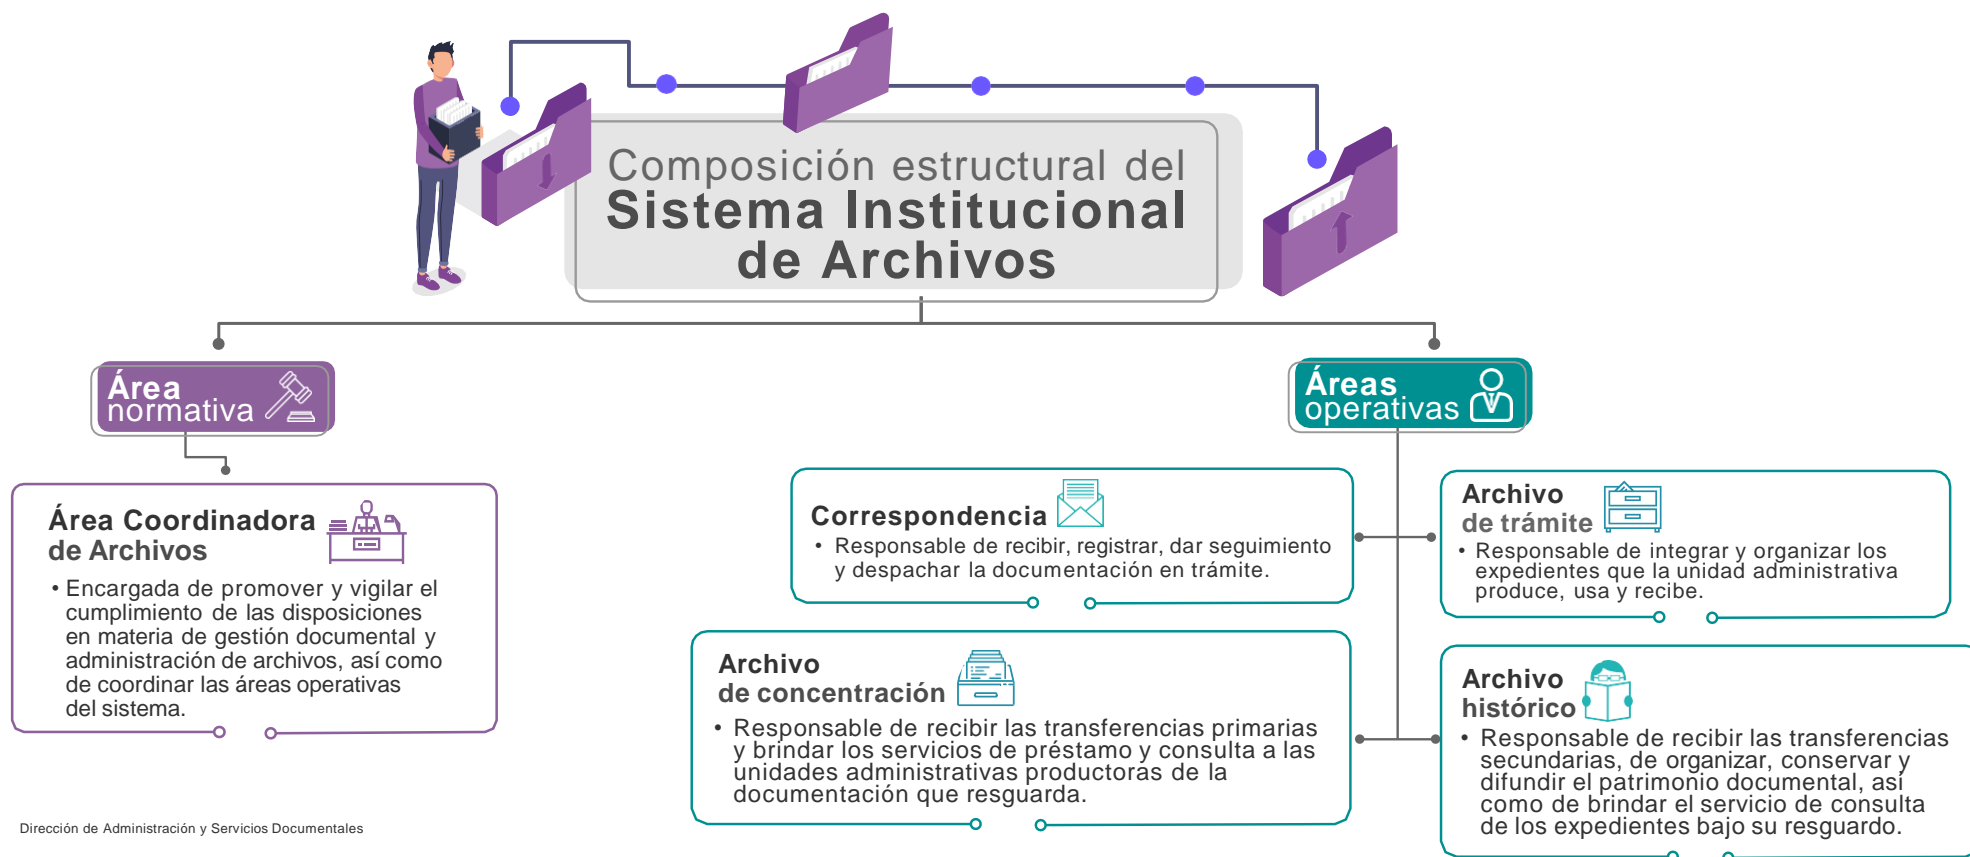 Composición estructural del
Sistema Institucional
de Archivos
Área
normativa
Áreas
operativas
Área Coordinadora
de Archivos
• Encargada de promover y vigilar el
cumplimiento de las disposiciones
en materia de gestión documental y
administración de archivos, así como
de coordinar las áreas operativas
del sistema.
Correspondencia
• Responsable de recibir, registrar, dar seguimiento
y despachar la documentación en trámite.
Archivo
de trámite
• Responsable de integrar y organizar los
expedientes que la unidad administrativa
produce, usa y recibe.
Archivo
de concentración
• Responsable de recibir las transferencias primarias
y brindar los servicios de préstamo y consulta a las
unidades administrativas productoras de la
documentación que resguarda.
Archivo
histórico
• Responsable de recibir las transferencias
secundarias, de organizar, conservar y
difundir el patrimonio documental, así
como de brindar el servicio de consulta
de los expedientes bajo su resguardo.
Dirección de Administración y Servicios Documentales